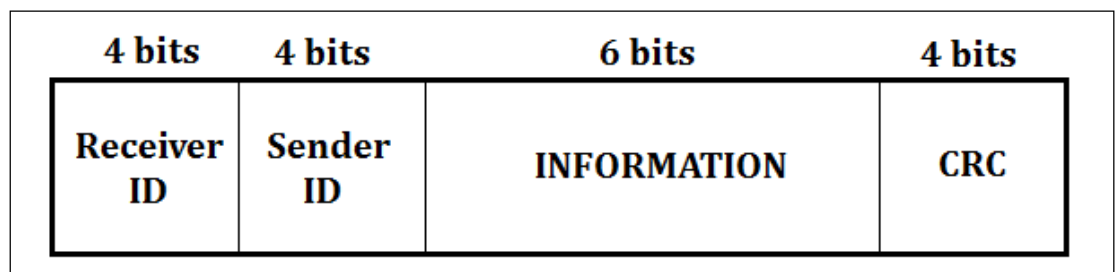 4 bits 4 bits 6 bits 4 bits
Receiver ID
Sender ID
INFORMATION
CRC